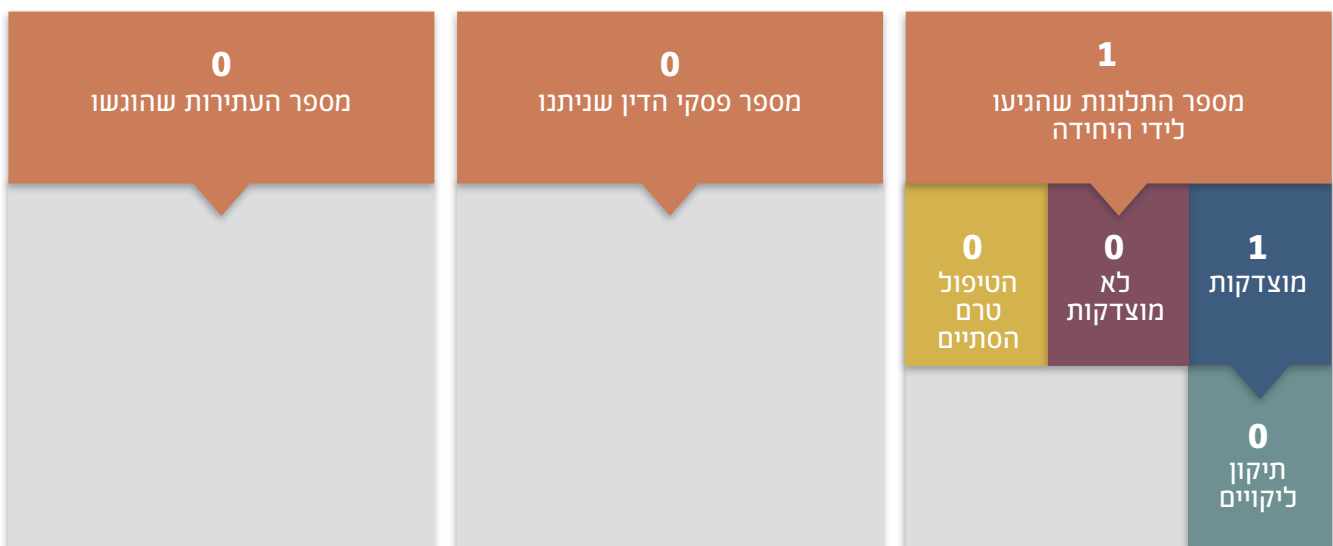 1
מספר התלונות שהגיעו
לידי היחידה
1
מוצדקות
0
לא
מוצדקות
0
הטיפול
טרם
הסתיים
0
תיקון
ליקויים
0
מספר פסקי הדין שניתנו
0
מספר העתירות שהוגשו